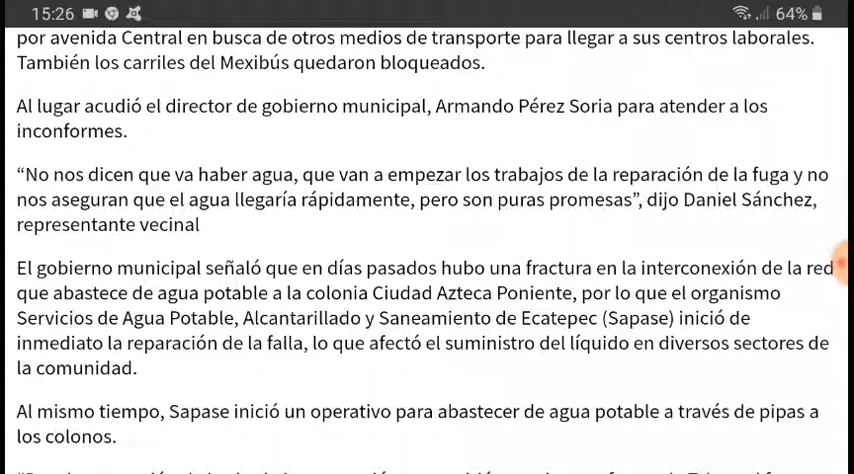 15:26
64%
por avenida Central en busca de otros medios de transporte para llegar a sus centros laborales.
También los carriles del Mexibús quedaron bloqueados.
Al lugar acudió el director de gobierno municipal, Armando Pérez Soria para atender a los
inconformes.
“No nos dicen que va haber agua, que van a empezar los trabajos de la reparación de la fuga y no
nos aseguran que el agua llegaría rápidamente, pero son puras promesas”, dijo Daniel Sánchez,
representante vecinal
El gobierno municipal señaló que en días pasados hubo una fractura en la interconexión de la red
que abastece de agua potable a la colonia Ciudad Azteca Poniente, por lo que el organismo
Servicios de Agua Potable, Alcantarillado y Saneamiento de Ecatepec (Sapase) inició de
inmediato la reparación de la falla, lo que afectó el suministro del líquido en diversos sectores de
la comunidad.
Al mismo tiempo, Sapase inició un operativo para abastecer de agua potable a través de pipas a
los colonos.